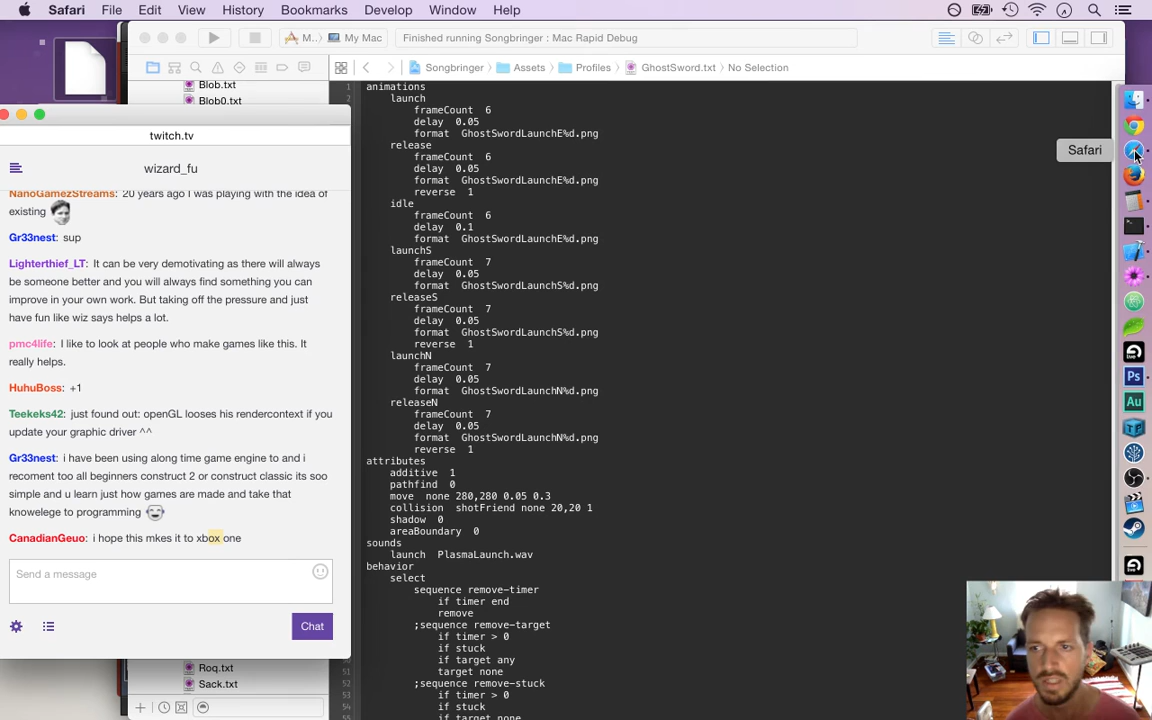 Safari File Edit View History Bookmarks Develop Window Help
M.. My Mac
Finished running Songbringer : Mac Rapid Debug
Songbringer Assets Profiles GhostSword.txt No Selection
Blob.txt
Blob0.txt
twitch.tv
wizard_fu
NanoGamezStreams: 20 years ago I was playing with the idea of
existing
Gr33nest: sup
Lighterthief_LT: It can be very demotivating as there will always
be someone better and you will always find something you can
improve in your own work. But taking off the pressure and just
have fun like wiz says helps a lot.
pmc4life: I like to look at people who make games like this. It
really helps.
HuhuBoss: +1
Teekeks42: just found out: openGL looses his rendercontext if you
update your graphic driver ^^
Gr33nest: i have been using along time game engine to and i
recoment too all beginners construct 2 or construct classic its soo
simple and u learn just how games are made and take that
knowelege to programming
CanadianGeuo: i hope this mkes it to xbox one
Send a message
Chat
Roq.txt
Sack.txt
1 animations
2 launch
frameCount 6
delay 0.05
format GhostSwordLaunchE%d.png
release
frameCount 6
delay 0.05
format GhostSwordLaunchE%d.png
reverse 1
idle
frameCount 6
delay 0.1
format GhostSwordLaunchE%d.png
launchS
frameCount 7
delay 0.05
format GhostSwordLaunchS%d.png
releaseS
frameCount 7
delay 0.05
format GhostSwordLaunchS%d.png
reverse 1
launchN
frameCount 7
delay 0.05
format GhostSwordLaunchN%d.png
releaseN
frameCount 7
delay 0.05
format GhostSwordLaunchN%d.png
reverse 1
attributes
additive 1
pathfind 0
move none 280,280 0.05 0.3
collision shotFriend none 20,20 1
shadow 0
areaBoundary 0
sounds
launch PlasmaLaunch.wav
behavior
select
sequence remove-timer
if timer end
remove
;sequence remove-target
if timer > 0
if stuck
if target any
51 target none
52 ;sequence remove-stuck
53 if timer > 0
54 if stuck
55 if target none
Safari
Ps
Au